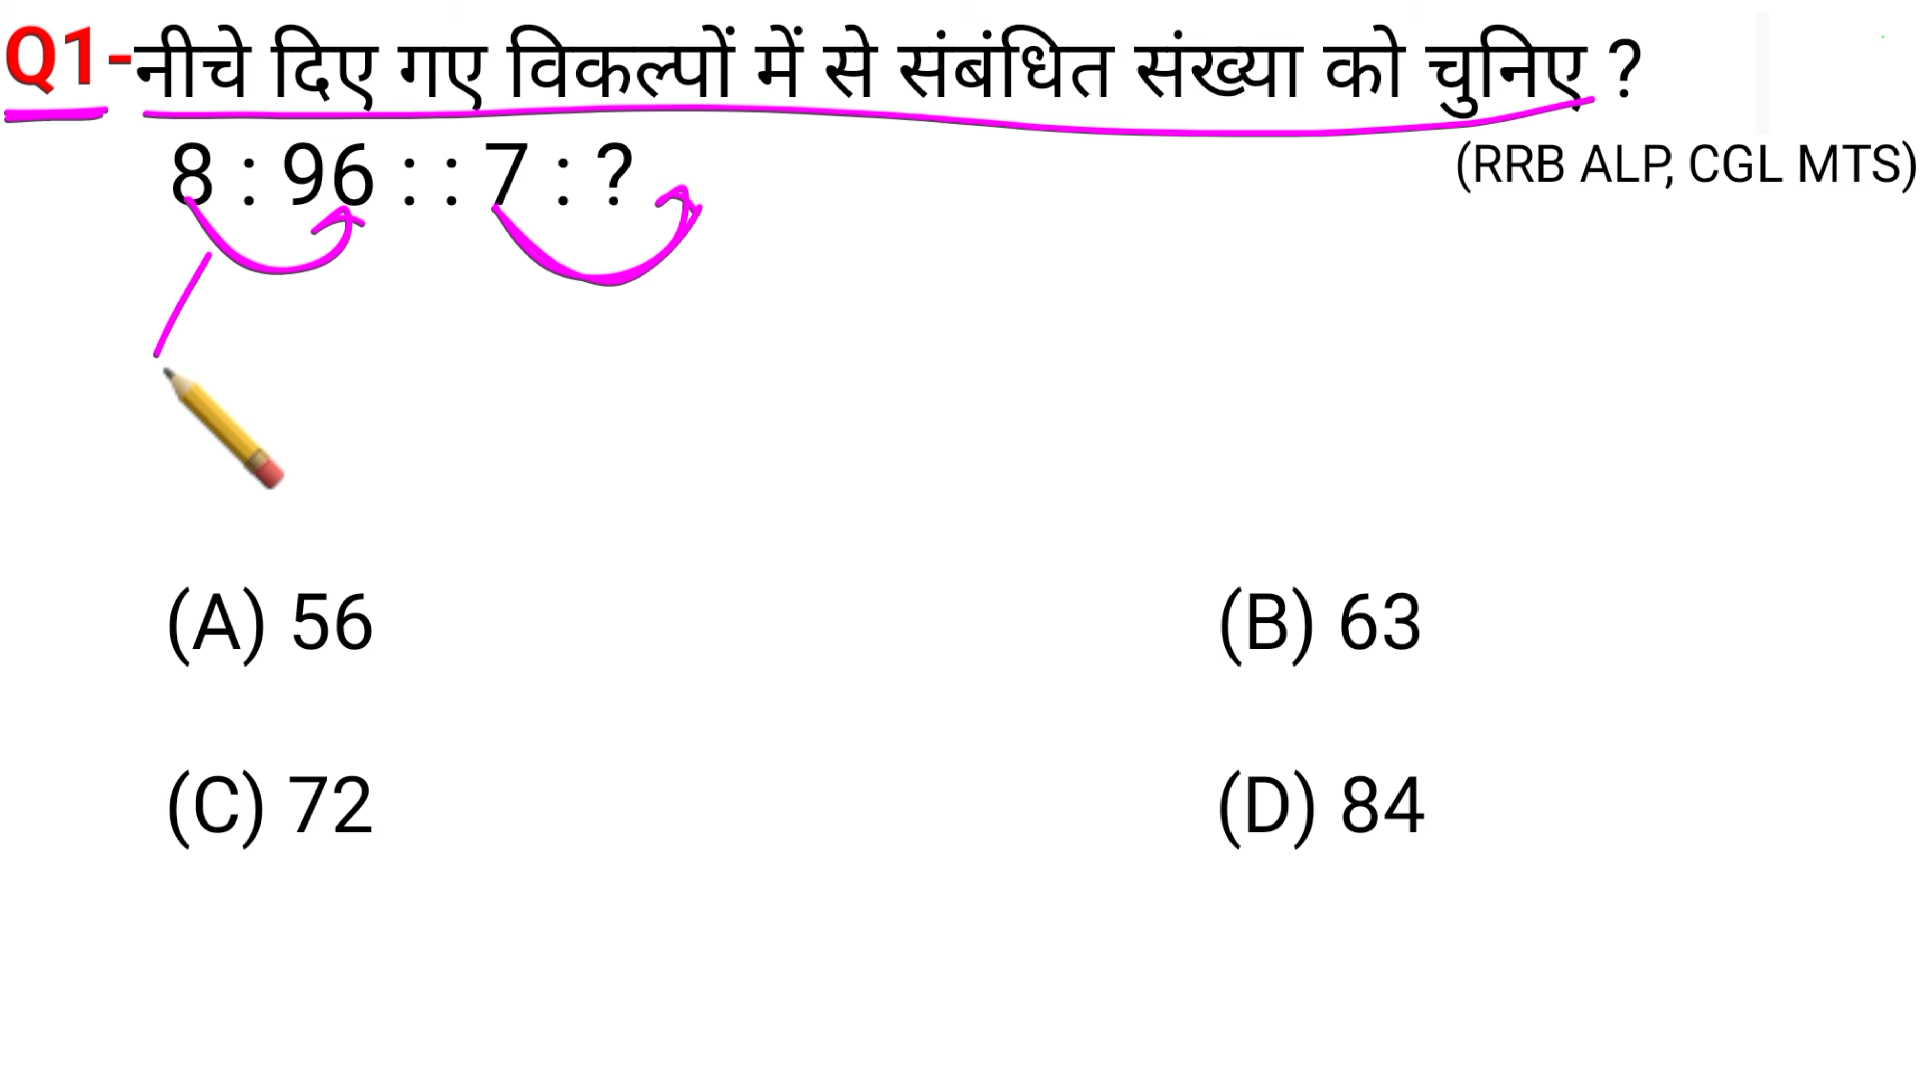 Q1-नीचे दिए गए विकल्पों में से संबंधित संख्या को चुनिए ?
8 : 96 : : 7 : ?
(RRB ALP, CGL MTS)
(A) 56
(B) 63
(C) 72
(D) 84